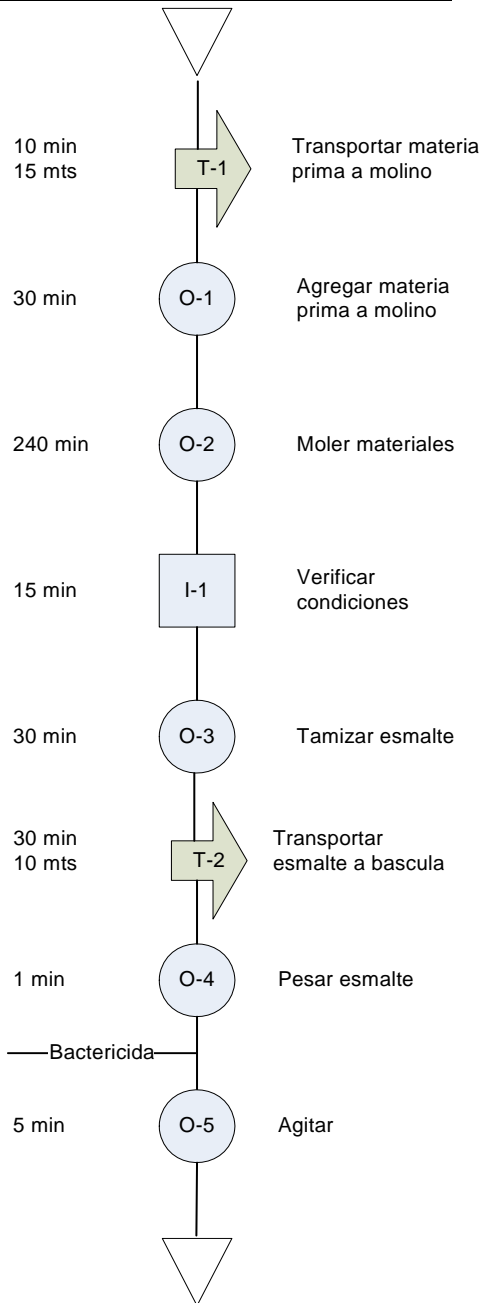 10 min
15 mts
T-1
Transportar materia
prima a molino
30 min
O-1
Agregar materia
prima a molino
240 min
O-2
Moler materiales
15 min
I-1
Verificar
condiciones
30 min
O-3
Tamizar esmalte
30 min
10 mts
T-2
Transportar
esmalte a bascula
1 min
O-4
Pesar esmalte
Bactericida
5 min
O-5
Agitar